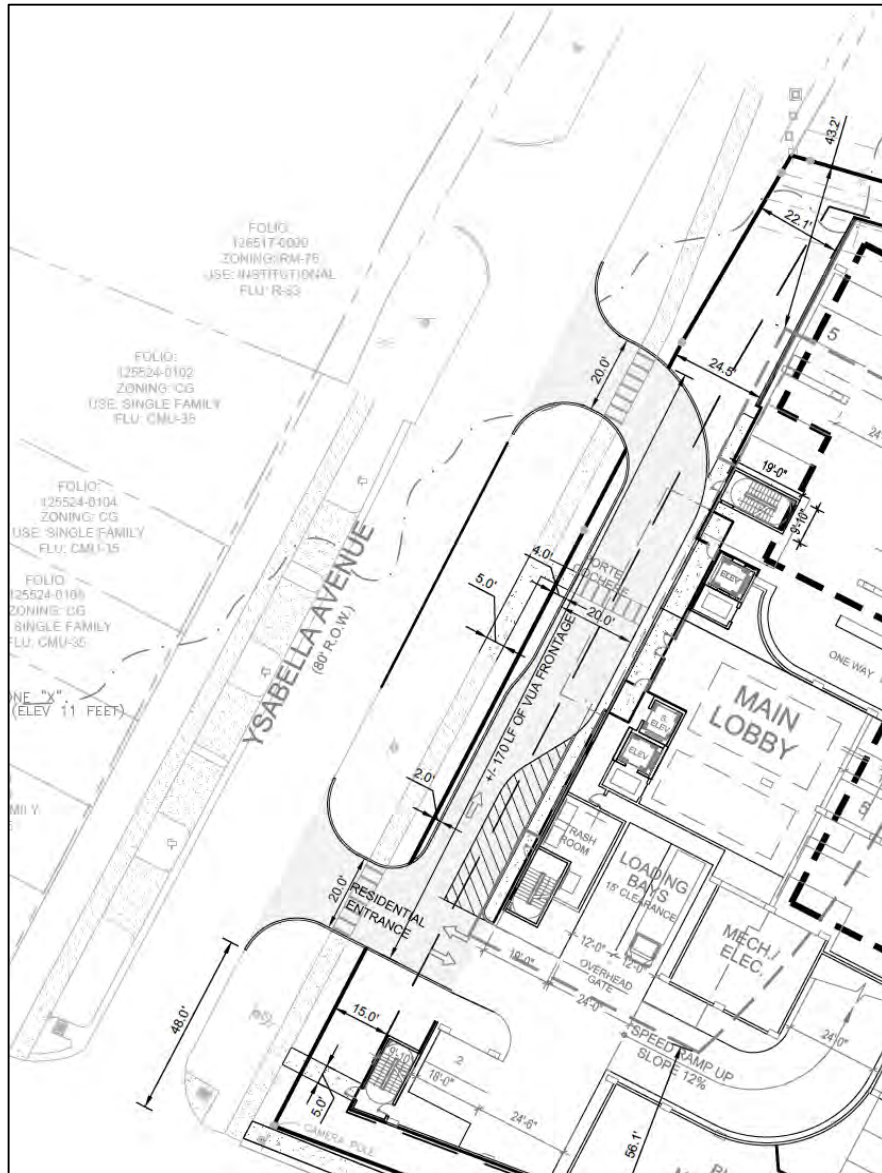 43.2'
22.1'
FOLIO:
126517-0000
ZONING: RM-75
USE: INSTITUTIONAL
FLU: R-83
5
20.0'
24.5'
FOLIO:
125524-0102
ZONING: CG
USE: SINGLE FAMILY
FLU: CMU-35
19'-0"
9'-10"
FOLIO:
125524-0104
ZONING: CG
USE: SINGLE FAMILY
FLU: CMU-35
YSABELLA AVENUE
(80' R.O.W.)
4.0'
PORTE
COCHERE
5.0'
20.0'
ELEV
FOLIO
ZONING: CG
SINGLE FAMILY
FLU: CMU-35
ONE WAY
(ELEV 11 FEET)
+/- 170 LF OF VUA FRONTAGE
MAIN
LOBBY
S.
ELEV
ELEV
2.0'
TRASH
ROOM
LOADING
BAYS
15' CLEARANCE
20.0'
RESIDENTIAL
ENTRANCE
MECH./
ELEC.
12'-0"
12'-0"
19'-0"
OVERHEAD
GATE
24'-0"
48.0'
15.0'
SPEED RAMP UP
SLOPE 12%
24'-0"
2
18'-0"
5.0'
24'-6"
56.1'
CAMERA POLE